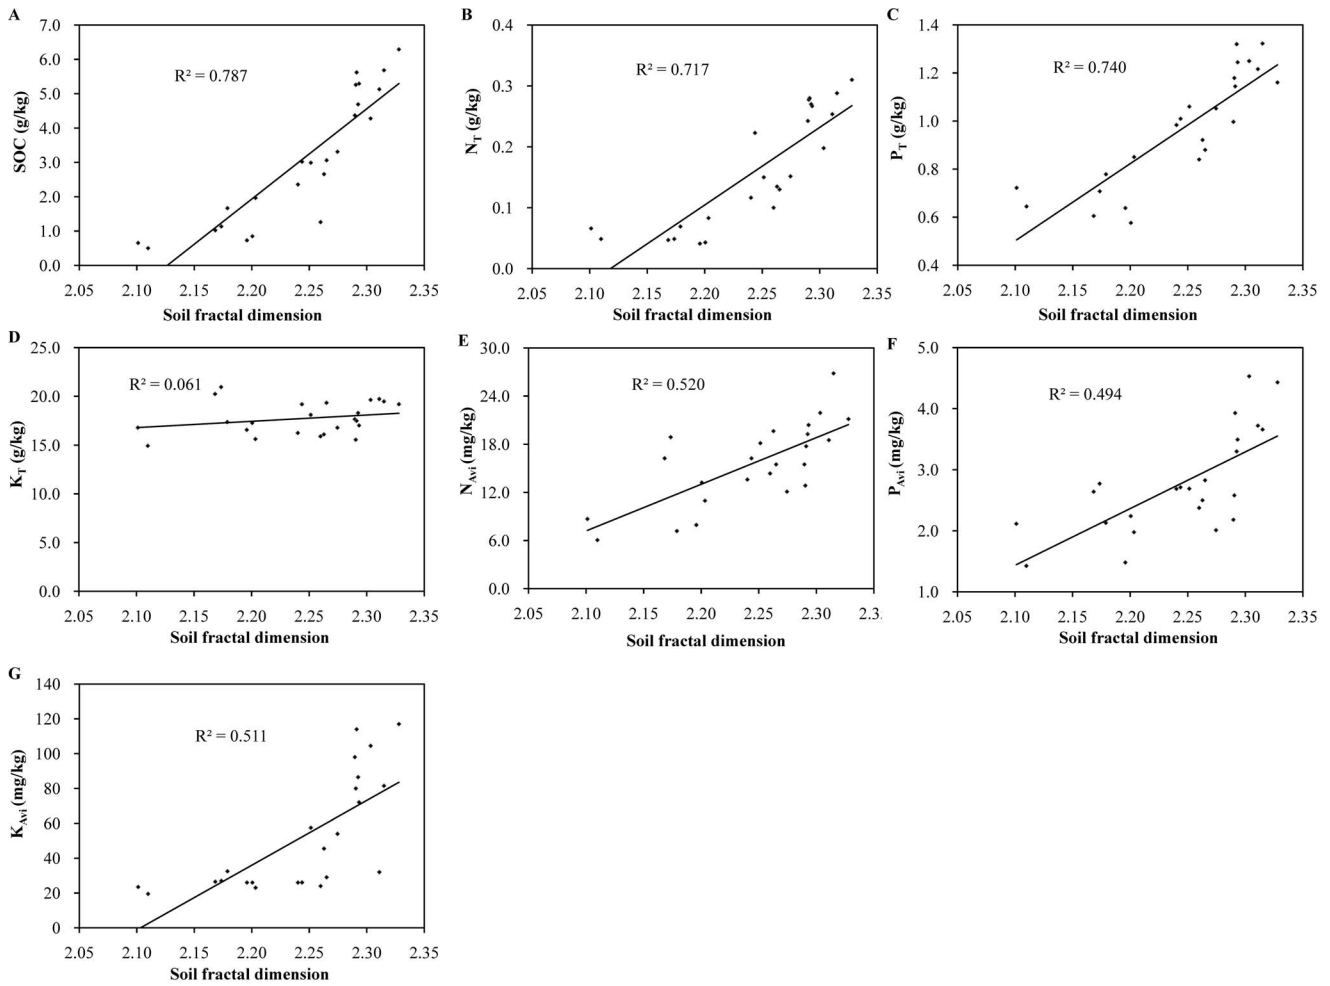 A
SOC (g/kg)
7.0
6.0
5.0
4.0
3.0
2.0
1.0
0.0
R² = 0.787
2.05 2.10 2.15 2.20 2.25 2.30 2.35
Soil fractal dimension
B
N_T (g/kg)
0.4
0.3
0.2
0.1
0.0
R² = 0.717
2.05 2.10 2.15 2.20 2.25 2.30 2.35
Soil fractal dimension
C
P_T (g/kg)
1.4
1.2
1.0
0.8
0.6
0.4
R² = 0.740
2.05 2.10 2.15 2.20 2.25 2.30 2.35
Soil fractal dimension
D
K_T (g/kg)
25.0
20.0
15.0
10.0
5.0
0.0
R² = 0.061
2.05 2.10 2.15 2.20 2.25 2.30 2.35
Soil fractal dimension
E
N_Avi (mg/kg)
30.0
24.0
18.0
12.0
6.0
0.0
R² = 0.520
2.05 2.10 2.15 2.20 2.25 2.30 2.3
Soil fractal dimension
F
P_Avi (mg/kg)
5.0
4.0
3.0
2.0
1.0
R² = 0.494
2.05 2.10 2.15 2.20 2.25 2.30 2.35
Soil fractal dimension
G
K_Avi (mg/kg)
140
120
100
80
60
40
20
0
R² = 0.511
2.05 2.10 2.15 2.20 2.25 2.30 2.35
Soil fractal dimension